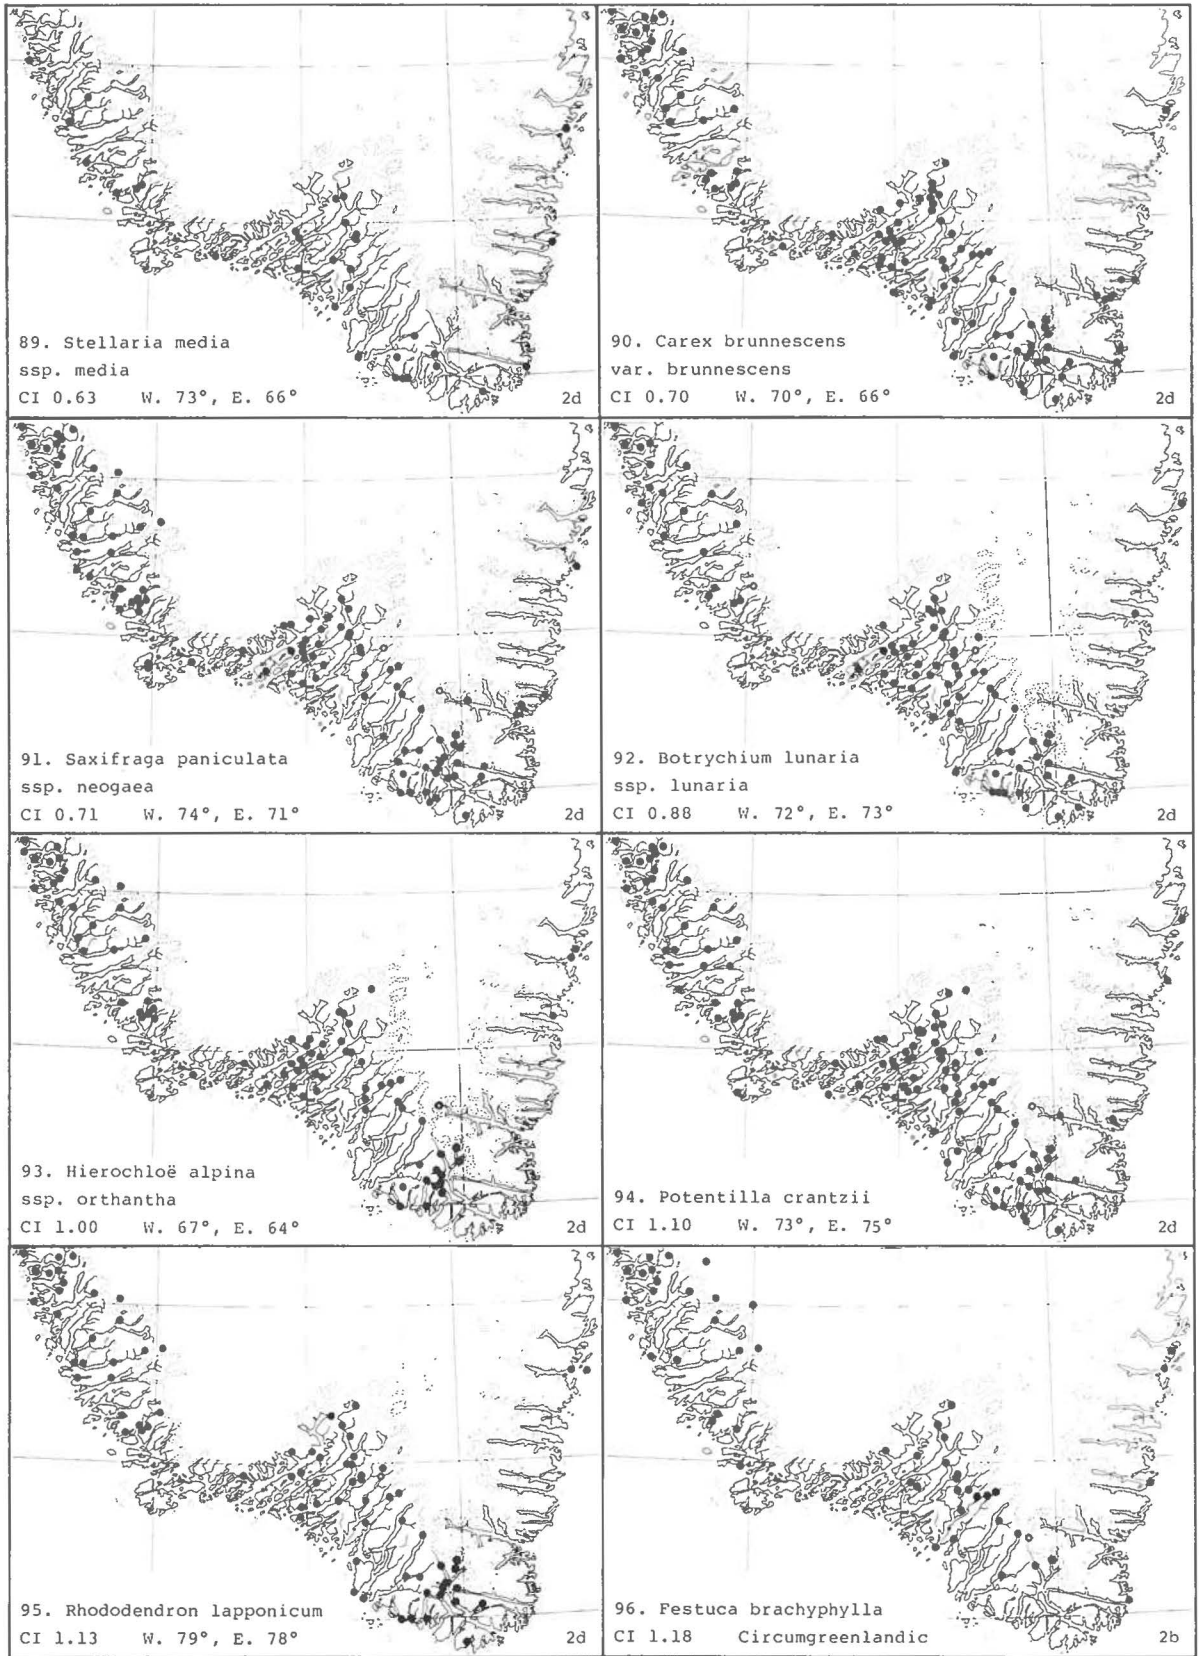 89. Stellaria media
ssp. media
CI 0.63 W. 73°, E. 66° 2d
90. Carex brunnescens
var. brunnescens
CI 0.70 W. 70°, E. 66° 2d
91. Saxifraga paniculata
ssp. neogaea
CI 0.71 W. 74°, E. 71° 2d
92. Botrychium lunaria
ssp. lunaria
CI 0.88 W. 72°, E. 73° 2d
93. Hierochloë alpina
ssp. orthantha
CI 1.00 W. 67°, E. 64° 2d
94. Potentilla crantzii
CI 1.10 W. 73°, E. 75° 2d
95. Rhododendron lapponicum
CI 1.13 W. 79°, E. 78° 2d
96. Festuca brachyphylla
CI 1.18 Circumgreenlandic 2b